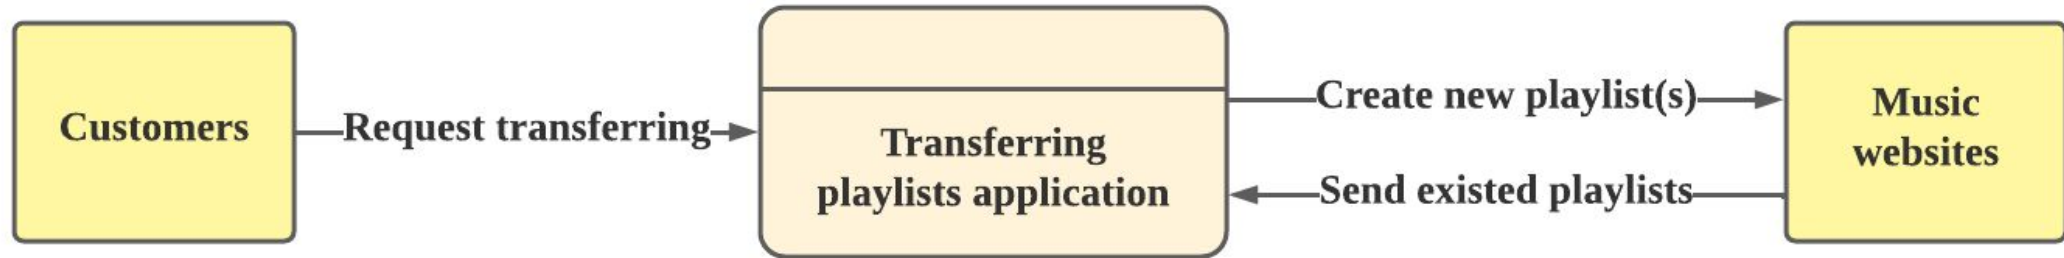 Customers
Request transferring
Transferring
playlists application
Create new playlist(s)
Send existed playlists
Music
websites